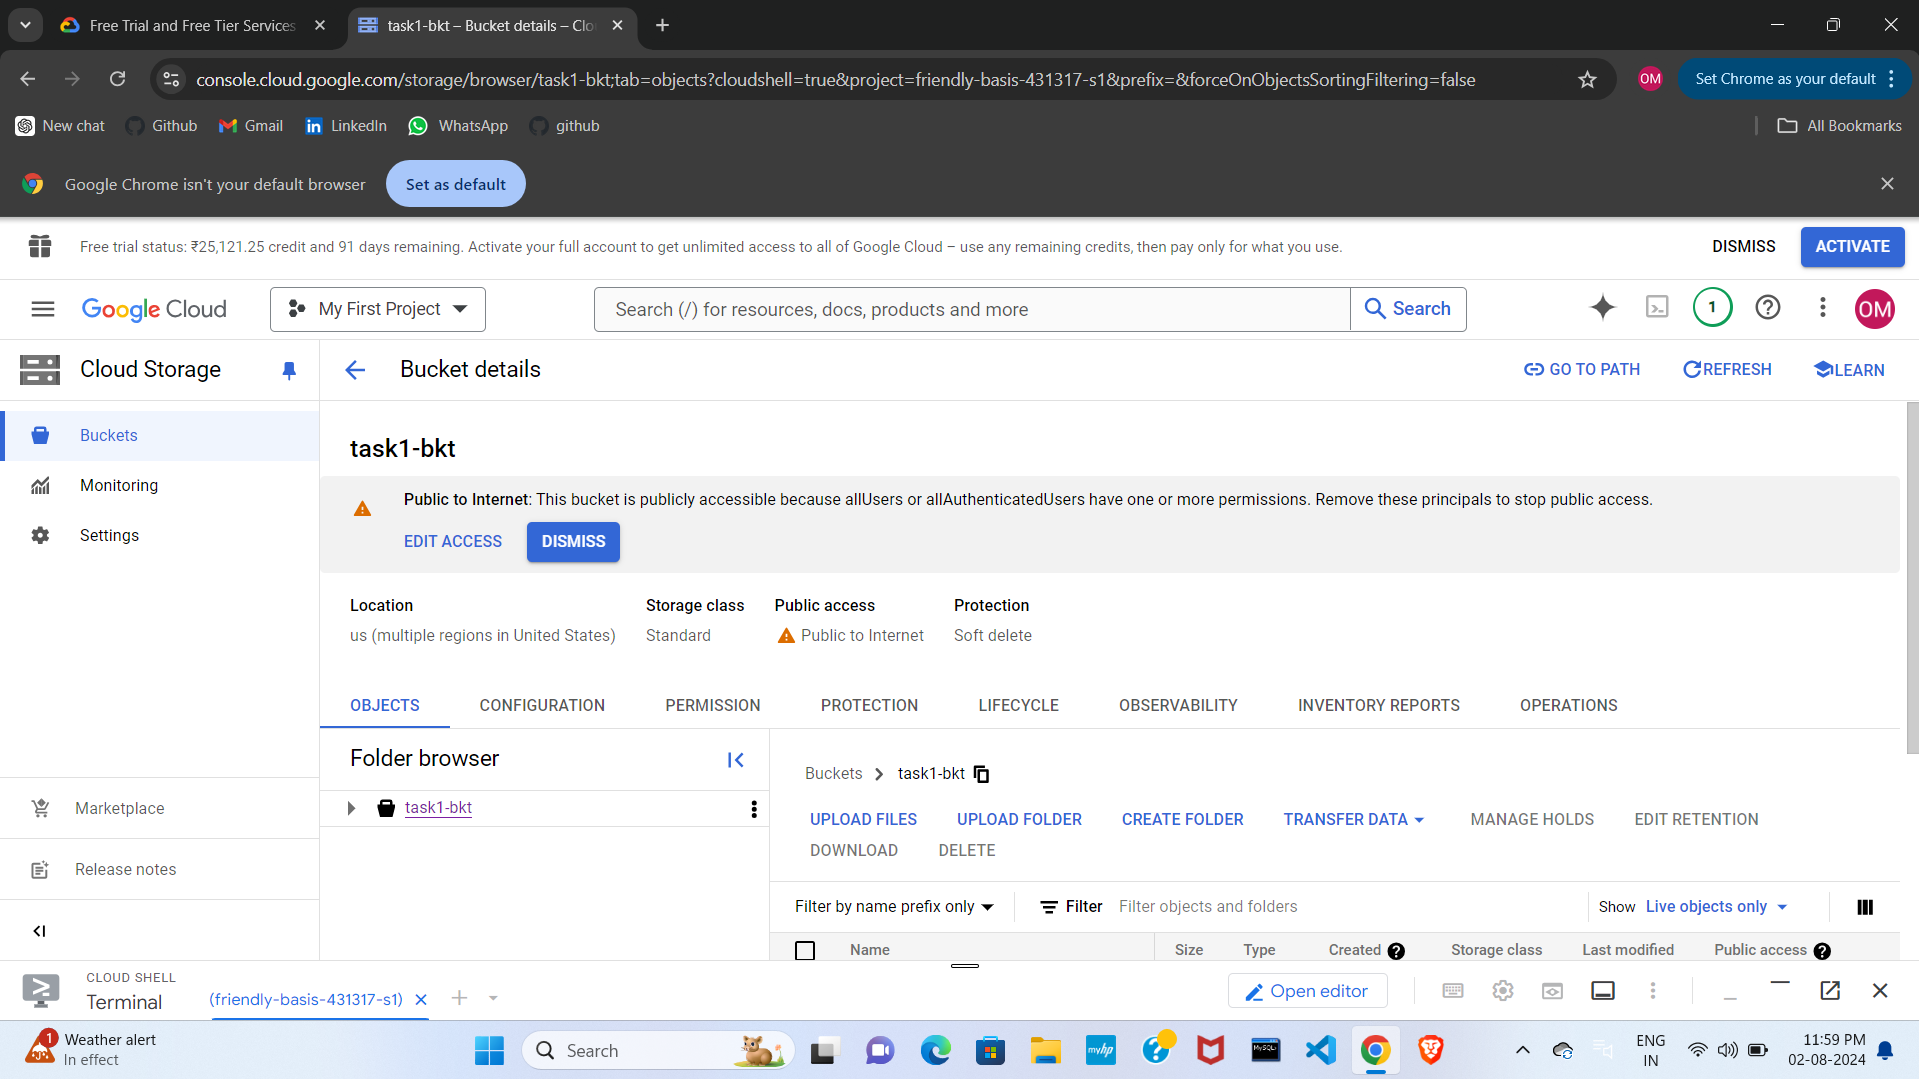 Free Trial and Free Tier Services
task1-bkt – Bucket details – Clo
console.cloud.google.com/storage/browser/task1-bkt;tab=objects?cloudshell=true&project=friendly-basis-431317-s1&prefix=&forceOnObjectsSortingFiltering=false
OM
Set Chrome as your default
New chat
Github
Gmail
LinkedIn
WhatsApp
github
All Bookmarks
Google Chrome isn't your default browser
Set as default
Free trial status: ₹25,121.25 credit and 91 days remaining. Activate your full account to get unlimited access to all of Google Cloud – use any remaining credits, then pay only for what you use.
DISMISS
ACTIVATE
Google Cloud
My First Project
Search (/) for resources, docs, products and more
Search
1
OM
Cloud Storage
Bucket details
GO TO PATH
REFRESH
LEARN
Buckets
Monitoring
Settings
task1-bkt
Public to Internet: This bucket is publicly accessible because allUsers or allAuthenticatedUsers have one or more permissions. Remove these principals to stop public access.
EDIT ACCESS
DISMISS
Location
Storage class
Public access
Protection
us (multiple regions in United States)
Standard
Public to Internet
Soft delete
OBJECTS
CONFIGURATION
PERMISSION
PROTECTION
LIFECYCLE
OBSERVABILITY
INVENTORY REPORTS
OPERATIONS
Folder browser
task1-bkt
Buckets
task1-bkt
UPLOAD FILES
UPLOAD FOLDER
CREATE FOLDER
TRANSFER DATA
MANAGE HOLDS
EDIT RETENTION
DOWNLOAD
DELETE
Filter by name prefix only
Filter
Filter objects and folders
Show
Live objects only
Name
Size
Type
Created
Storage class
Last modified
Public access
Marketplace
Release notes
CLOUD SHELL
Terminal
(friendly-basis-431317-s1)
Open editor
1
Weather alert
In effect
Search
myhp
MySQL
ENG
IN
11:59 PM
02-08-2024